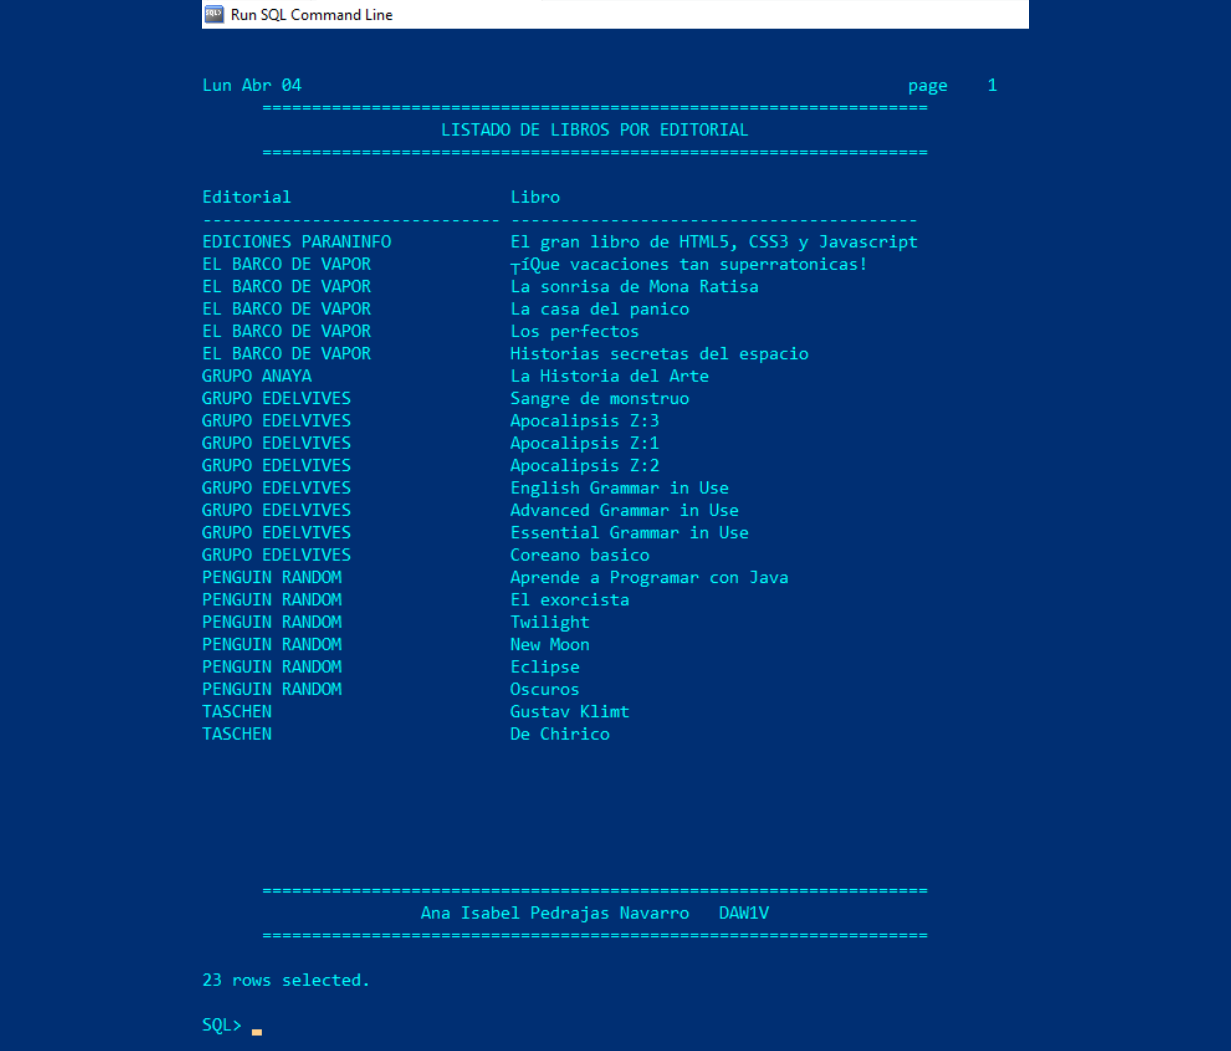 Run SQL Command Line
Lun Abr 04 page 1
===================================================================
LISTADO DE LIBROS POR EDITORIAL
===================================================================
Editorial Libro
------------------------------ -----------------------------------------
EDICIONES PARANINFO El gran libro de HTML5, CSS3 y Javascript
EL BARCO DE VAPOR ┬íQue vacaciones tan superratonicas!
EL BARCO DE VAPOR La sonrisa de Mona Ratisa
EL BARCO DE VAPOR La casa del panico
EL BARCO DE VAPOR Los perfectos
EL BARCO DE VAPOR Historias secretas del espacio
GRUPO ANAYA La Historia del Arte
GRUPO EDELVIVES Sangre de monstruo
GRUPO EDELVIVES Apocalipsis Z:3
GRUPO EDELVIVES Apocalipsis Z:1
GRUPO EDELVIVES Apocalipsis Z:2
GRUPO EDELVIVES English Grammar in Use
GRUPO EDELVIVES Advanced Grammar in Use
GRUPO EDELVIVES Essential Grammar in Use
GRUPO EDELVIVES Coreano basico
PENGUIN RANDOM Aprende a Programar con Java
PENGUIN RANDOM El exorcista
PENGUIN RANDOM Twilight
PENGUIN RANDOM New Moon
PENGUIN RANDOM Eclipse
PENGUIN RANDOM Oscuros
TASCHEN Gustav Klimt
TASCHEN De Chirico
===================================================================
Ana Isabel Pedrajas Navarro DAW1V
===================================================================
23 rows selected.
SQL> _